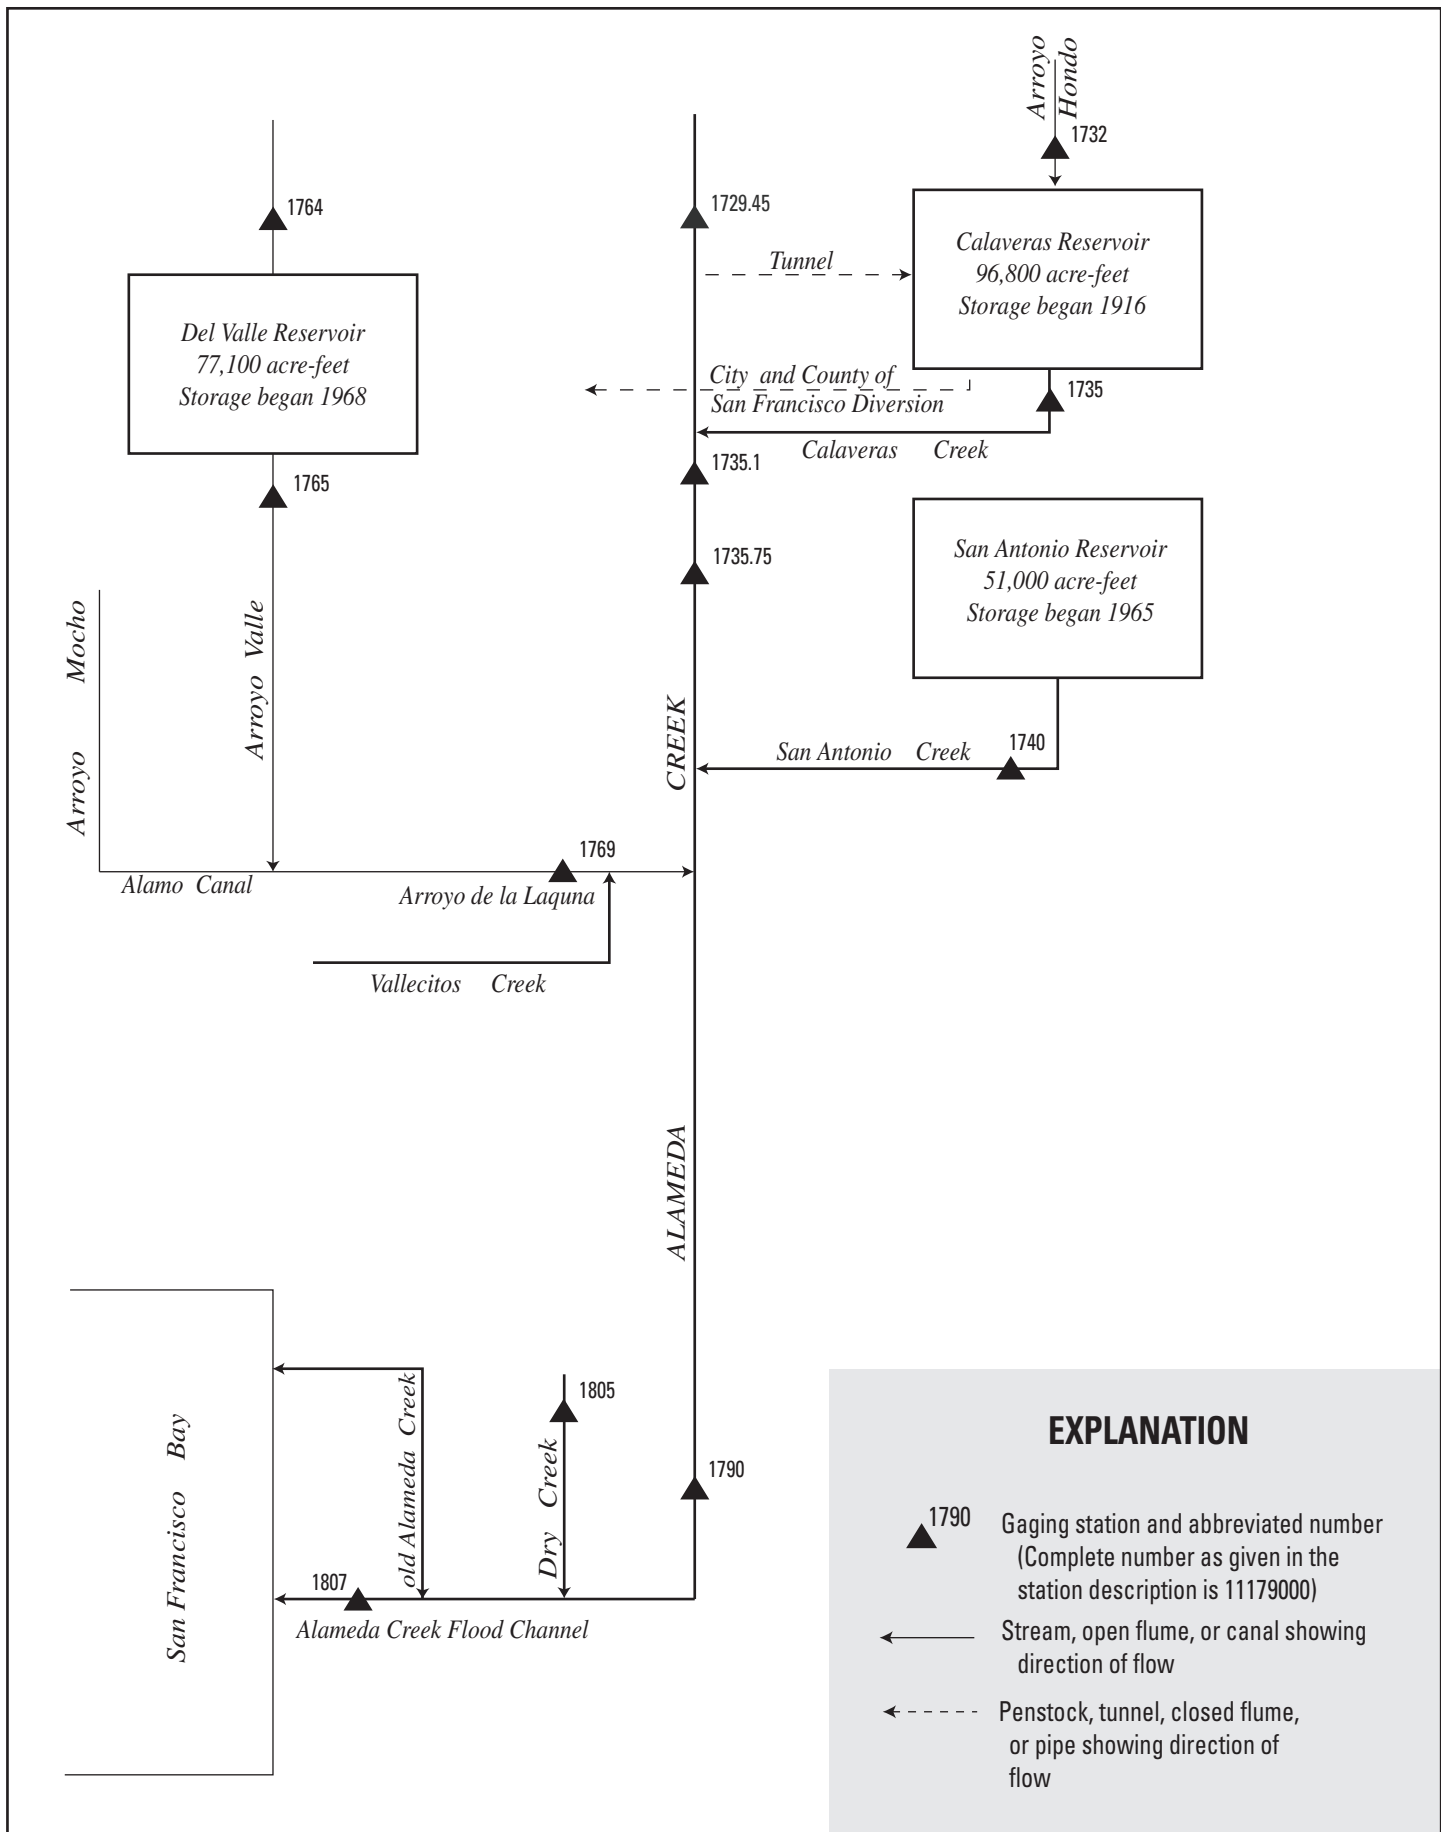 Arroyo
Hondo
1732
1764
1729.45
Calaveras Reservoir
96,800 acre-feet
Storage began 1916
Tunnel
Del Valle Reservoir
77,100 acre-feet
Storage began 1968
City and County of
San Francisco Diversion
1735
Calaveras Creek
1735.1
1765
1735.75
San Antonio Reservoir
51,000 acre-feet
Storage began 1965
Arroyo Mocho
Arroyo Valle
CREEK
San Antonio Creek
1740
1769
Alamo Canal
Arroyo de la Laquna
Vallecitos Creek
ALAMEDA
San Francisco Bay
old Alameda Creek
Dry Creek
1805
1790
1807
Alameda Creek Flood Channel
EXPLANATION
1790
Gaging station and abbreviated number
(Complete number as given in the
station description is 11179000)
Stream, open flume, or canal showing
direction of flow
Penstock, tunnel, closed flume,
or pipe showing direction of
flow